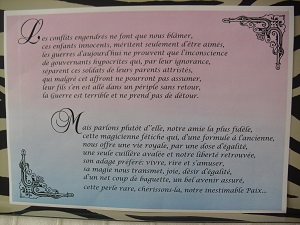 Les conflits engendrés ne font que nous blâmer,
ces enfants innocents, méritent seulement d'être aimés,
les guerres d'aujourd'hui ne prouvent que l'inconscience
de gouvernants hypocrites qui, par leur ignorance,
séparent ces soldats de leurs parents attristés,
qui malgré cet affront ne pourront pas assumer,
leur fils s'en est allé dans un périple sans retour,
la Guerre est terrible et ne prend pas de détour.
Mais parlons plutôt d'elle, notre amie la plus fidèle,
cette magicienne fétiche qui, d'une formule à l'ancienne,
nous offre une vie royale, par une dose d'égalité,
une seule cuillère avalée et notre liberté retrouvée,
son adage préféré: vivre, rire et s'amuser,
sa magie nous transmet, joie, désir d'égalité,
d'un net coup de baguette, un bel avenir assuré,
cette perle rare, cherissons-la, notre inestimable Paix...